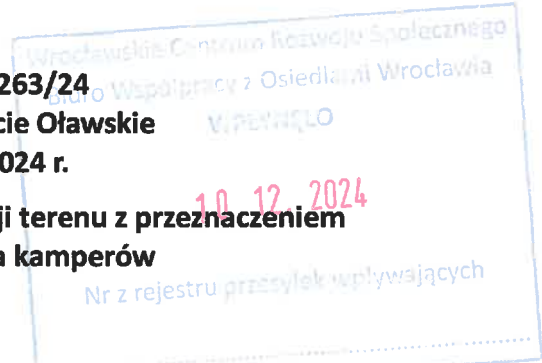 Wrocławskie Centrum Rozwoju Społecznego
263/24
Biuro Współpracy z Osiedlami Wrocławia
cie Oławskie
WPŁYNĘŁO
024 r.
10. 12. 2024
ji terenu z przeznaczeniem
a kamperów
Nr z rejestru przesyłek wpływających